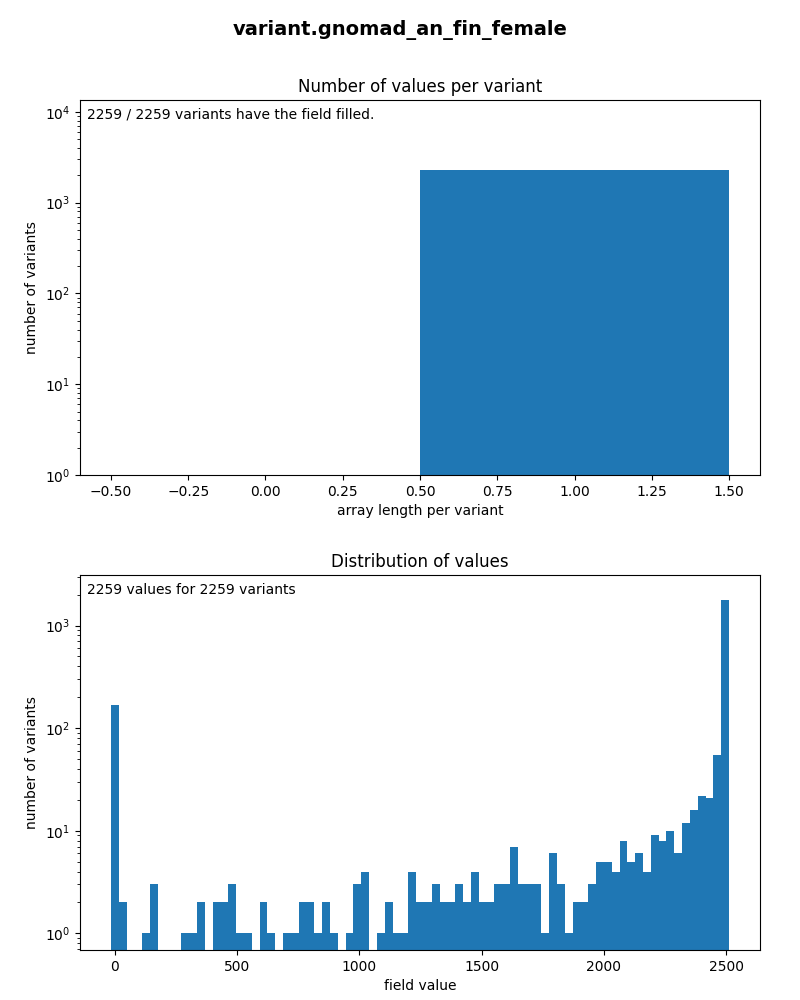 variant.gnomad_an_fin_female
Number of values per variant
2259 / 2259 variants have the field filled.
number of variants
10⁴
10³
10²
10¹
10⁰
−0.50 −0.25 0.00 0.25 0.50 0.75 1.00 1.25 1.50
array length per variant
Distribution of values
2259 values for 2259 variants
number of variants
10³
10²
10¹
10⁰
0 500 1000 1500 2000 2500
field value